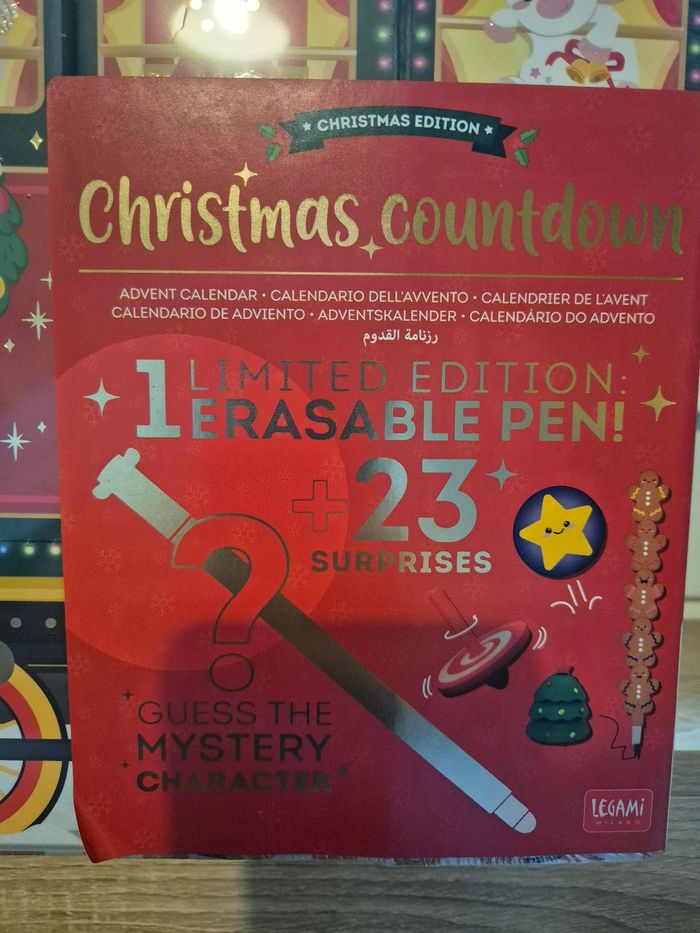 CHRISTMAS EDITION
Christmas countdown
ADVENT CALENDAR • CALENDARIO DELL'AVVENTO • CALENDRIER DE L'AVENT
CALENDARIO DE ADVIENTO • ADVENTSKALENDER • CALENDÁRIO DO ADVENTO
رزنامة القدوم
1 LIMITED EDITION:
ERASABLE PEN!
+23
SURPRISES
?
GUESS THE
MYSTERY
CHARACTER
LEGAMI
MILANO